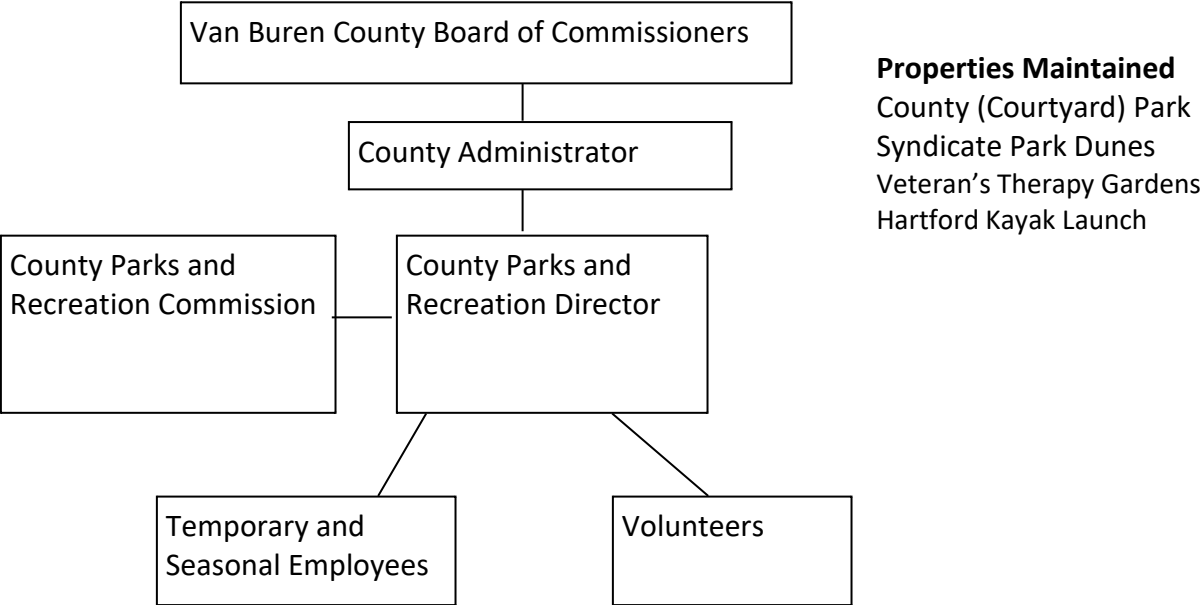 Van Buren County Board of Commissioners
County Administrator
County Parks and
Recreation Commission
County Parks and
Recreation Director
Temporary and
Seasonal Employees
Volunteers
Properties Maintained
County (Courtyard) Park
Syndicate Park Dunes
Veteran’s Therapy Gardens
Hartford Kayak Launch